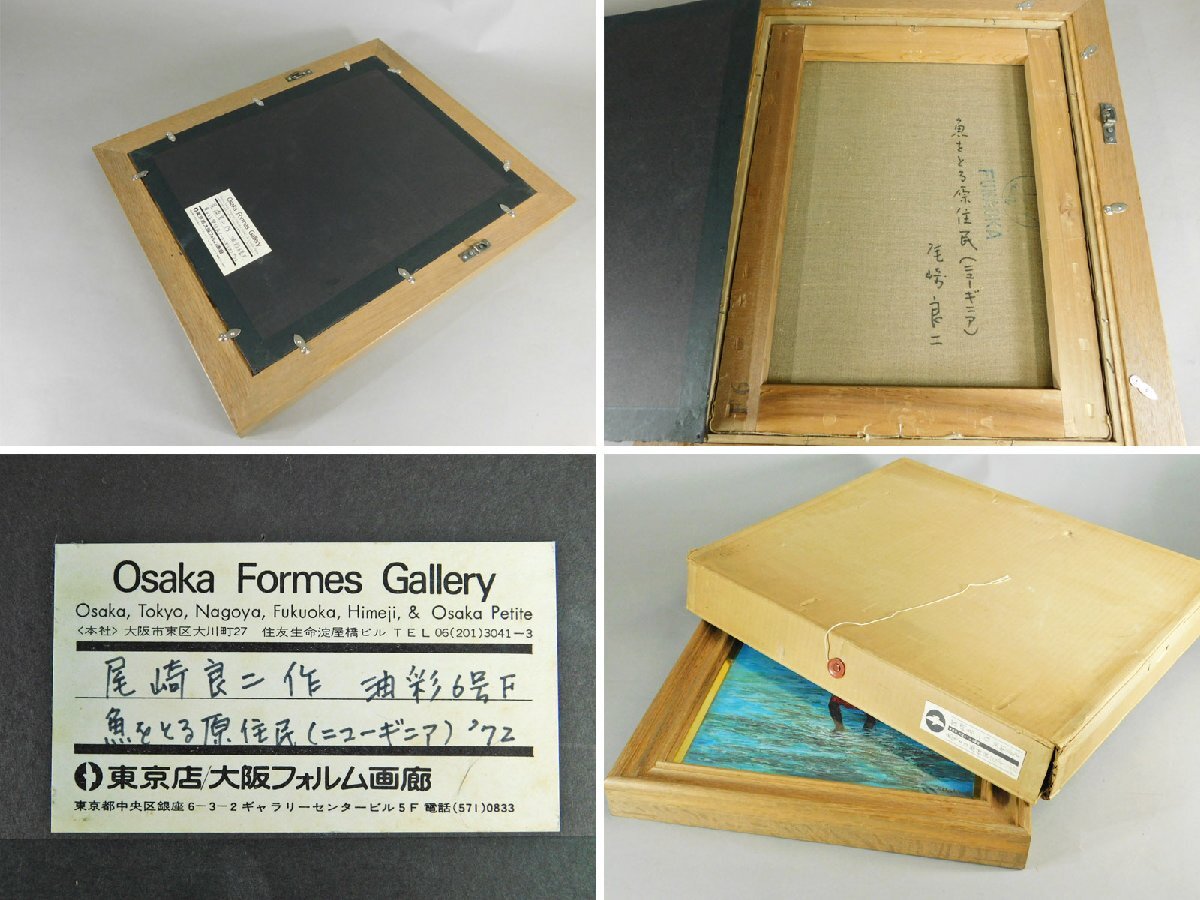 Osaka Formes Gallery
魚をとる原住民(ニューギニア)
尾崎良二
FUNAOKA
Osaka Formes Gallery
Osaka, Tokyo, Nagoya, Fukuoka, Himeji, & Osaka Petite
〈本社〉大阪市東区大川町27 住友生命淀屋橋ビル TEL 06(201)3041-3
尾崎良二作 油彩6号F
魚をとる原住民(ニューギニア)'72
東京店/大阪フォルム画廊
東京都中央区銀座6-3-2ギャラリーセンタービル5F 電話(571)0833